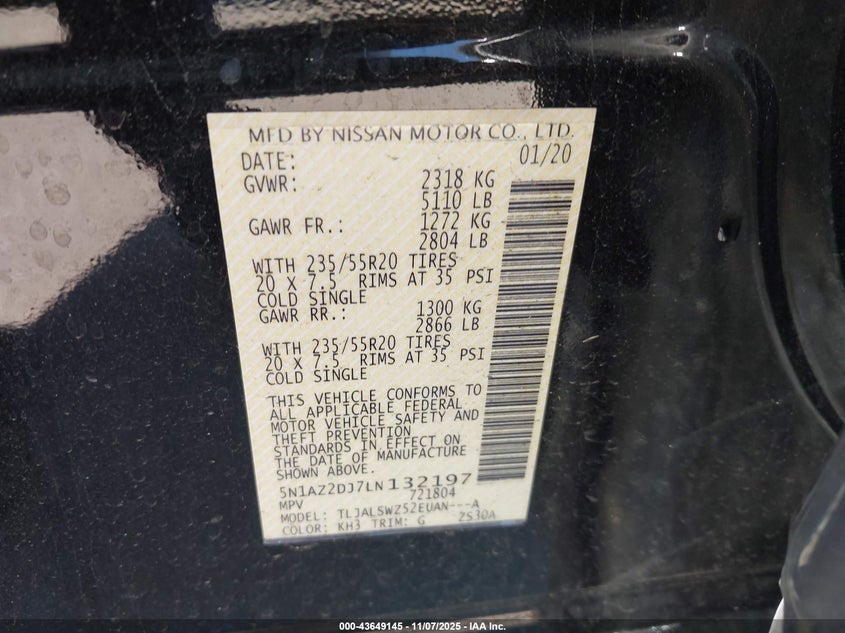 MFD BY NISSAN MOTOR CO., LTD.
DATE: 01/20
GVWR: 2318 KG
5110 LB
GAWR FR.: 1272 KG
2804 LB
WITH 235/55R20 TIRES
20 X 7.5 RIMS AT 35 PSI
COLD SINGLE
GAWR RR.: 1300 KG
2866 LB
WITH 235/55R20 TIRES
20 X 7.5 RIMS AT 35 PSI
COLD SINGLE
THIS VEHICLE CONFORMS TO
ALL APPLICABLE FEDERAL
MOTOR VEHICLE SAFETY AND
THEFT PREVENTION
STANDARDS IN EFFECT ON
THE DATE OF MANUFACTURE
SHOWN ABOVE.
5N1AZ2DJ7LN132197
MPV 721804
MODEL: TLJALSWZ52EUAN---A
COLOR: KH3 TRIM: G ZS30A
000-43649145 - 11/07/2025 - IAA Inc.